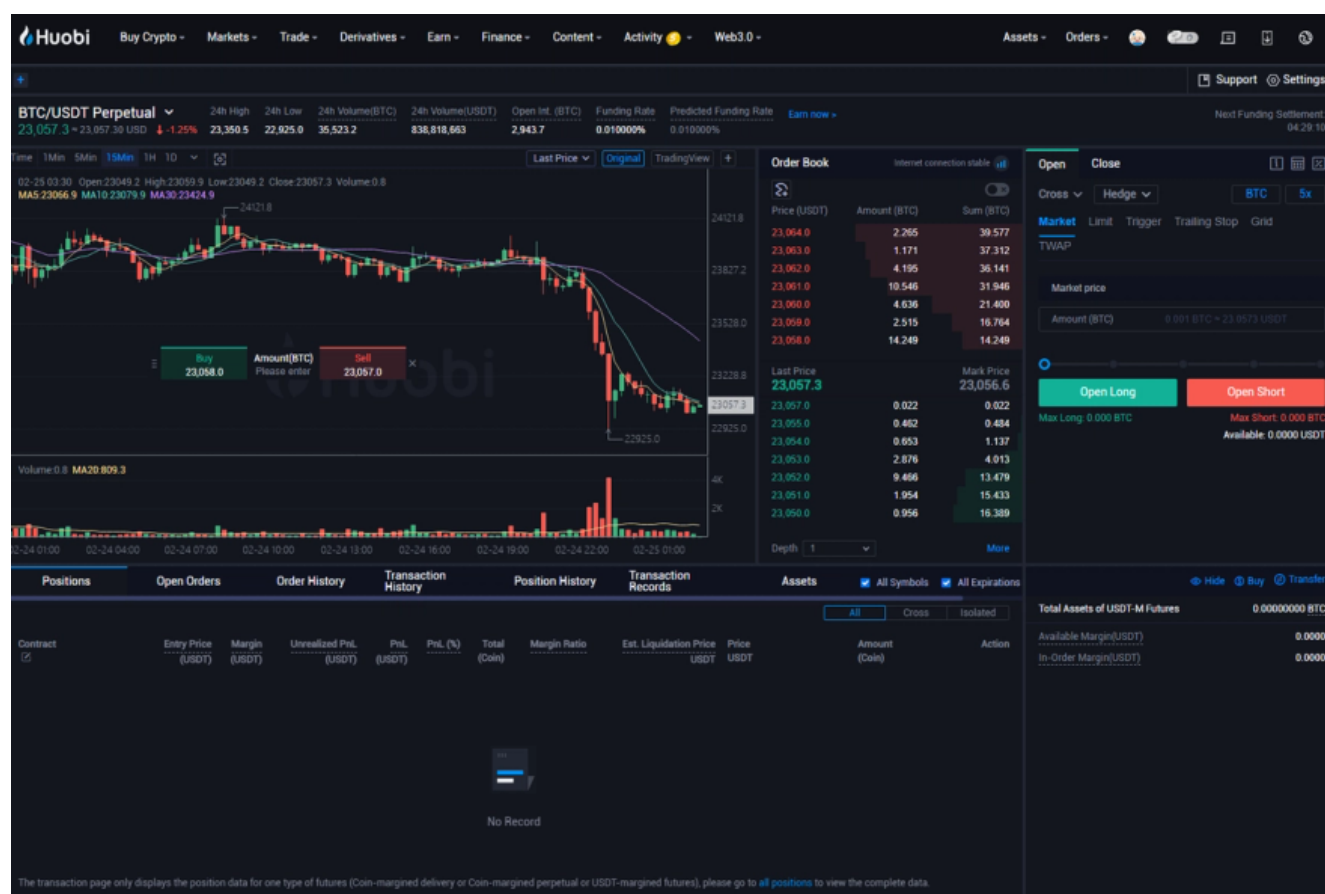 Huobi Buy Crypto Markets Trade Derivatives Earn Finance Content Activity Web3.0 Assets Orders
+ Support Settings
BTC/USDT Perpetual 24h High 24h Low 24h Volume(BTC) 24h Volume(USDT) Open Int. (BTC) Funding Rate Predicted Funding Rate Earn now » Next Funding Settlement:
23,057.3 ≈ 23,057.30 USD -1.25% 23,350.5 22,925.0 35,523.2 838,818,663 2,943.7 0.010000% 0.010000% 04:29:10
Time 1Min 5Min 15Min 1H 1D Last Price Original TradingView +
02-25 03:30 Open:23049.2 High:23059.9 Low:23049.2 Close:23057.3 Volume:0.8
MA5:23066.9 MA10:23079.9 MA30:23424.9
24121.8
24121.8
23827.2
23528.0
23228.8
23057.3
22925.0
22925.0
Buy Amount(BTC) Sell
23,058.0 Please enter 23,057.0
Huobi
Volume:0.8 MA20:809.3
4K
2K
02-24 01:00 02-24 04:00 02-24 07:00 02-24 10:00 02-24 13:00 02-24 16:00 02-24 19:00 02-24 22:00 02-25 01:00
Order Book Internet connection stable
Price (USDT) Amount (BTC) Sum (BTC)
23,064.0 2.265 39.577
23,063.0 1.171 37.312
23,062.0 4.195 36.141
23,061.0 10.546 31.946
23,060.0 4.636 21.400
23,059.0 2.515 16.764
23,058.0 14.249 14.249
Last Price Mark Price
23,057.3 23,056.6
23,057.0 0.022 0.022
23,055.0 0.462 0.484
23,054.0 0.653 1.137
23,053.0 2.876 4.013
23,052.0 9.466 13.479
23,051.0 1.954 15.433
23,050.0 0.956 16.389
Depth 1 More
Open Close
Cross Hedge BTC 5x
Market Limit Trigger Trailing Stop Grid
TWAP
Market price
Amount (BTC) 0.001 BTC ≈ 23.0573 USDT
Open Long Open Short
Max Long: 0.000 BTC Max Short: 0.000 BTC
Available: 0.0000 USDT
Positions Open Orders Order History Transaction History Position History Transaction Records Assets All Symbols All Expirations
All Cross Isolated
Contract Entry Price (USDT) Margin (USDT) Unrealized PnL (USDT) PnL (USDT) PnL (%) Total (Coin) Margin Ratio Est. Liquidation Price USDT Price USDT Amount (Coin) Action
No Record
The transaction page only displays the position data for one type of futures (Coin-margined delivery or Coin-margined perpetual or USDT-margined futures), please go to all positions to view the complete data.
Hide Buy Transfer
Total Assets of USDT-M Futures 0.00000000 BTC
Available Margin(USDT) 0.0000
In-Order Margin(USDT) 0.0000